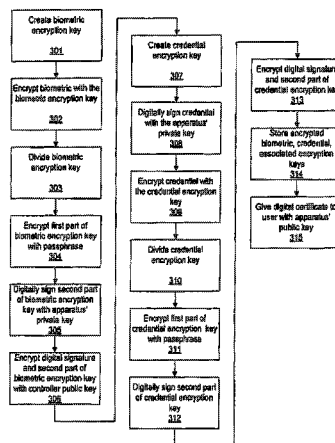 Create biometric
encryption key
301
Encrypt biometric with the
biometric encryption key
302
Divide biometric
encryption key
303
Encrypt first part of
biometric encryption key
with passphrase
304
Digitally sign second part
of biometric encryption
key with apparatus'
private key
305
Encrypt digital signature
and second part of
biometric encryption key
with controller public key
306
Create credential
encryption key
307
Digitally sign credential
with the apparatus'
private key
308
Encrypt credential with
the credential encryption
key
309
Divide credential
encryption key
310
Encrypt first part of
credential encryption key
with passphrase
311
Digitally sign second part
of credential encryption
key
312
Encrypt digital signature
and second part of
credential encryption key
313
Store encrypted
biometric, credential,
associated encryption
keys
314
Give digital certificate to
user with apparatus'
public key
315